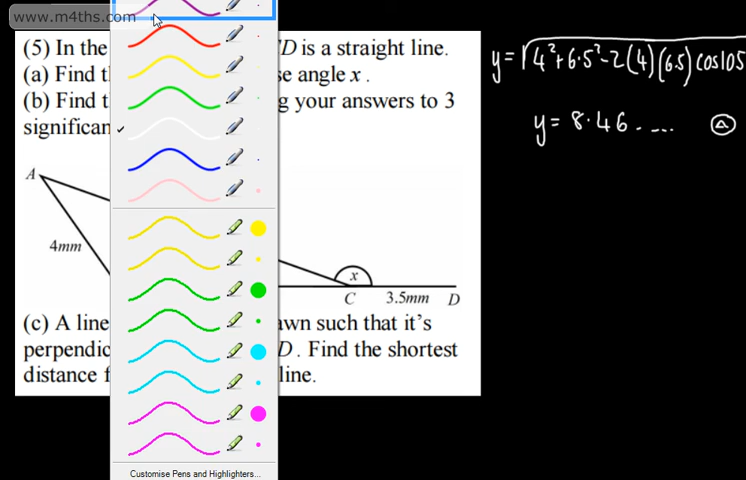 www.m4ths.com
(5) In the D is a straight line.
(a) Find t se angle x.
(b) Find t g your answers to 3
significan
y = √4²+6.5²-2(4)(6.5)cos105
y = 8.46.... Ⓐ
A
4mm
x
C 3.5mm D
(c) A line awn such that it's
perpendic D. Find the shortest
distance f line.
Customise Pens and Highlighters...